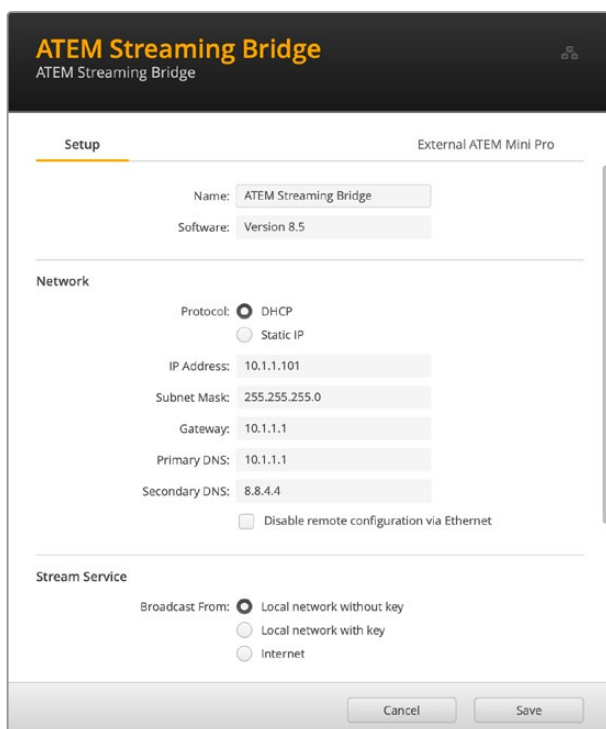 ATEM Streaming Bridge
ATEM Streaming Bridge
Setup External ATEM Mini Pro
Name: ATEM Streaming Bridge
Software: Version 8.5
Network
Protocol: DHCP
Static IP
IP Address: 10.1.1.101
Subnet Mask: 255.255.255.0
Gateway: 10.1.1.1
Primary DNS: 10.1.1.1
Secondary DNS: 8.8.4.4
Disable remote configuration via Ethernet
Stream Service
Broadcast From: Local network without key
Local network with key
Internet
Cancel Save